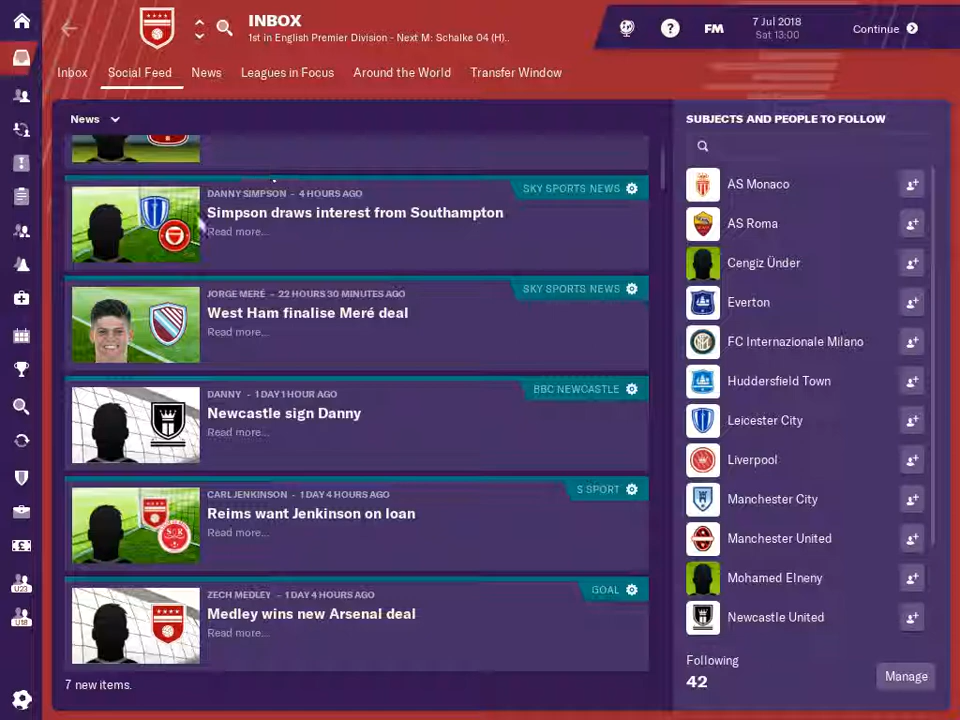 INBOX
1st in English Premier Division - Next M: Schalke 04 (H)..
FM
7 Jul 2018
Sat 13:00
Continue
Inbox
Social Feed
News
Leagues in Focus
Around the World
Transfer Window
News
DANNY SIMPSON - 4 HOURS AGO
SKY SPORTS NEWS
Simpson draws interest from Southampton
Read more...
JORGE MERÉ - 22 HOURS 30 MINUTES AGO
SKY SPORTS NEWS
West Ham finalise Meré deal
Read more...
DANNY - 1 DAY 1 HOUR AGO
BBC NEWCASTLE
Newcastle sign Danny
Read more...
CARL JENKINSON - 1 DAY 4 HOURS AGO
S SPORT
Reims want Jenkinson on loan
Read more...
ZECH MEDLEY - 1 DAY 4 HOURS AGO
GOAL
Medley wins new Arsenal deal
Read more...
7 new items.
SUBJECTS AND PEOPLE TO FOLLOW
AS Monaco
AS Roma
Cengiz Ünder
Everton
FC Internazionale Milano
Huddersfield Town
Leicester City
Liverpool
Manchester City
Manchester United
Mohamed Elneny
Newcastle United
Following
42
Manage
U23
U18